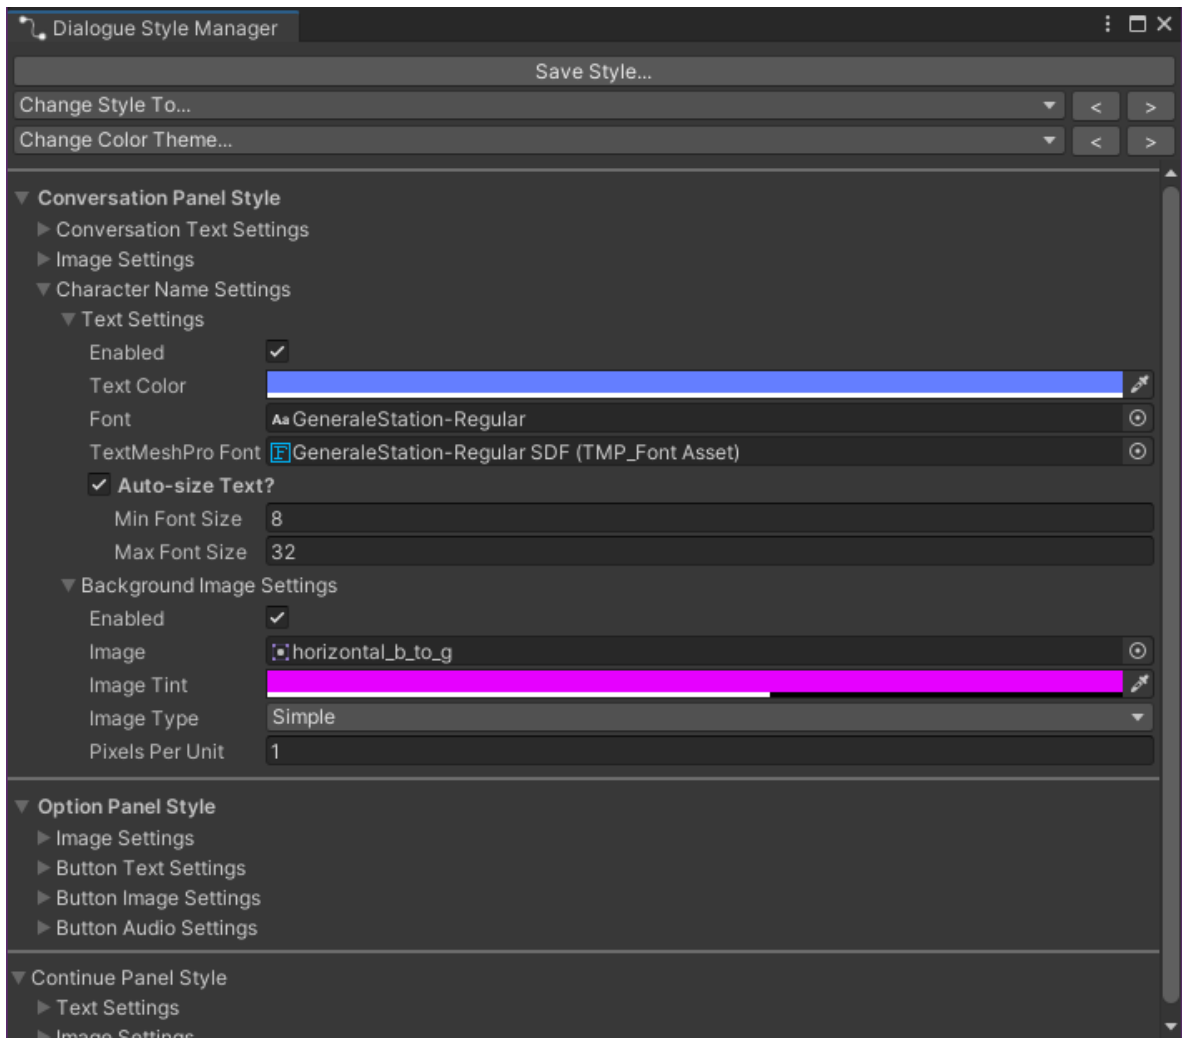 Dialogue Style Manager
Save Style...
Change Style To... < >
Change Color Theme... < >
Conversation Panel Style
Conversation Text Settings
Image Settings
Character Name Settings
Text Settings
Enabled
Text Color
Font Aa GeneraleStation-Regular
TextMeshPro Font F GeneraleStation-Regular SDF (TMP_Font Asset)
Auto-size Text?
Min Font Size 8
Max Font Size 32
Background Image Settings
Enabled
Image horizontal_b_to_g
Image Tint
Image Type Simple
Pixels Per Unit 1
Option Panel Style
Image Settings
Button Text Settings
Button Image Settings
Button Audio Settings
Continue Panel Style
Text Settings
Image Settings